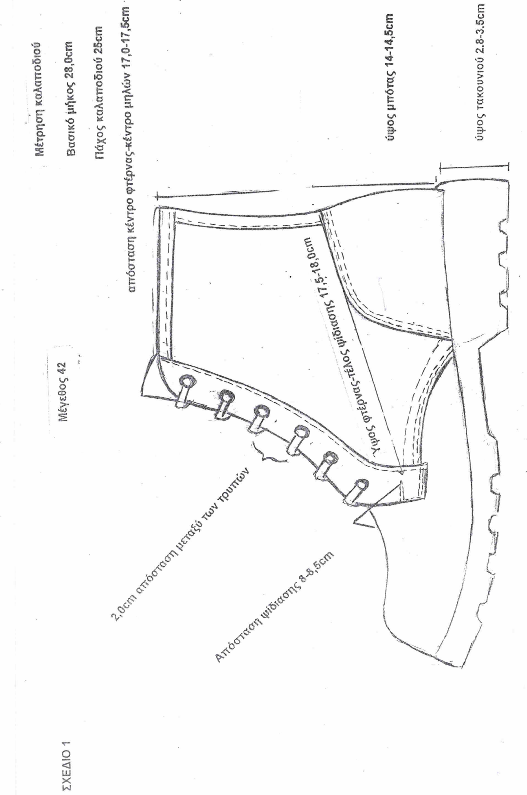 ΣΧΕΔΙΟ 1
Μέγεθος 42
Μέτρηση καλαποδιού
Βασικό μήκος 28,0cm
Πάχος καλαποδιού 25cm
απόσταση κέντρο φτέρνας-κέντρο μηλών 17,0-17,5cm
2,0cm απόσταση μεταξύ των τρυπών
Απόσταση ψίδιασης 8-8,5cm
Υψος φτέρνας-τέλος ψίδιασης 17,5-18,0cm
ύψος μπότας 14-14,5cm
ύψος τακουνιού 2.8-3.5cm